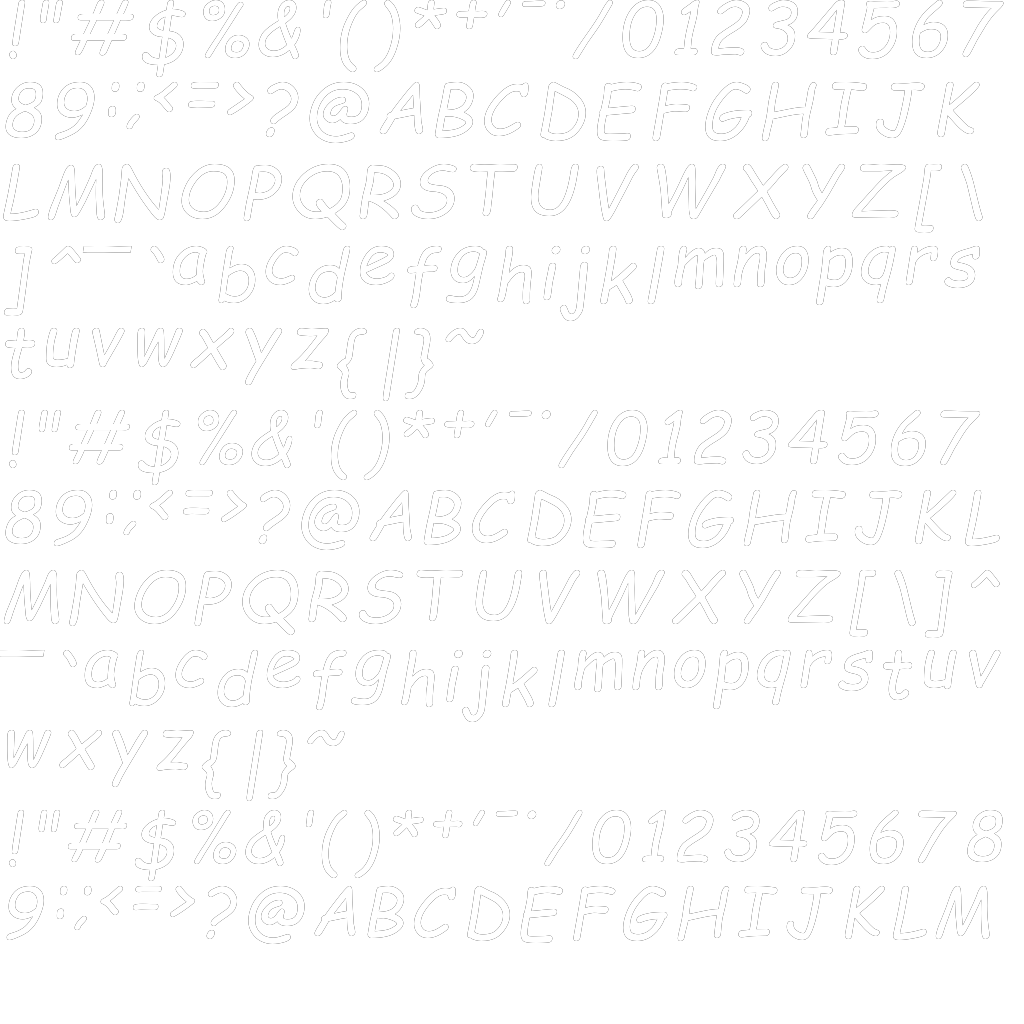 !"#$%&'()*+,-./01234567
89:;<=>?@ABCDEFGHIJK
LMNOPQRSTUVWXYZ[\
]^_`abcdefghijklmnopqrs
tuvwxyz{|}~
!"#$%&'()*+,-./01234567
89:;<=>?@ABCDEFGHIJKL
MNOPQRSTUVWXYZ[\]^
_`abcdefghijklmnopqrstuv
wxyz{|}~
!"#$%&'()*+,-./012345678
9:;<=>?@ABCDEFGHIJKLM